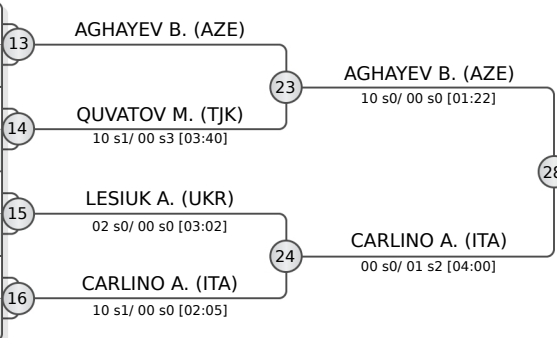 AGHAYEV B. (AZE)
13
AGHAYEV B. (AZE)
23
10 s0/ 00 s0 [01:22]
QUVATOV M. (TJK)
14
10 s1/ 00 s3 [03:40]
28
LESIUK A. (UKR)
15
02 s0/ 00 s0 [03:02]
CARLINO A. (ITA)
24
00 s0/ 01 s2 [04:00]
CARLINO A. (ITA)
16
10 s1/ 00 s0 [02:05]